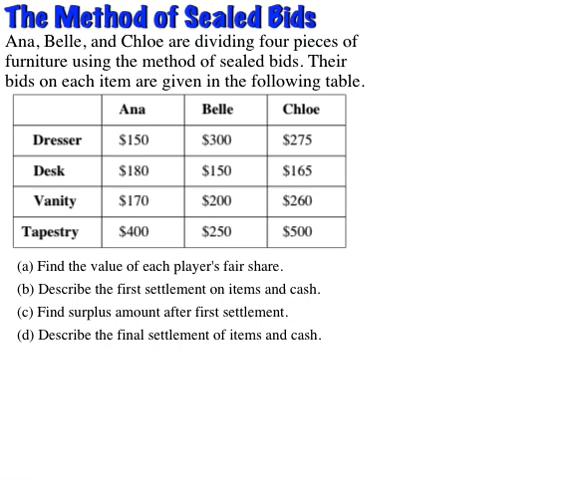 The Method of Sealed Bids
Ana, Belle, and Chloe are dividing four pieces of
furniture using the method of sealed bids. Their
bids on each item are given in the following table.
Ana Belle Chloe
Dresser $150 $300 $275
Desk $180 $150 $165
Vanity $170 $200 $260
Tapestry $400 $250 $500
(a) Find the value of each player's fair share.
(b) Describe the first settlement on items and cash.
(c) Find surplus amount after first settlement.
(d) Describe the final settlement of items and cash.